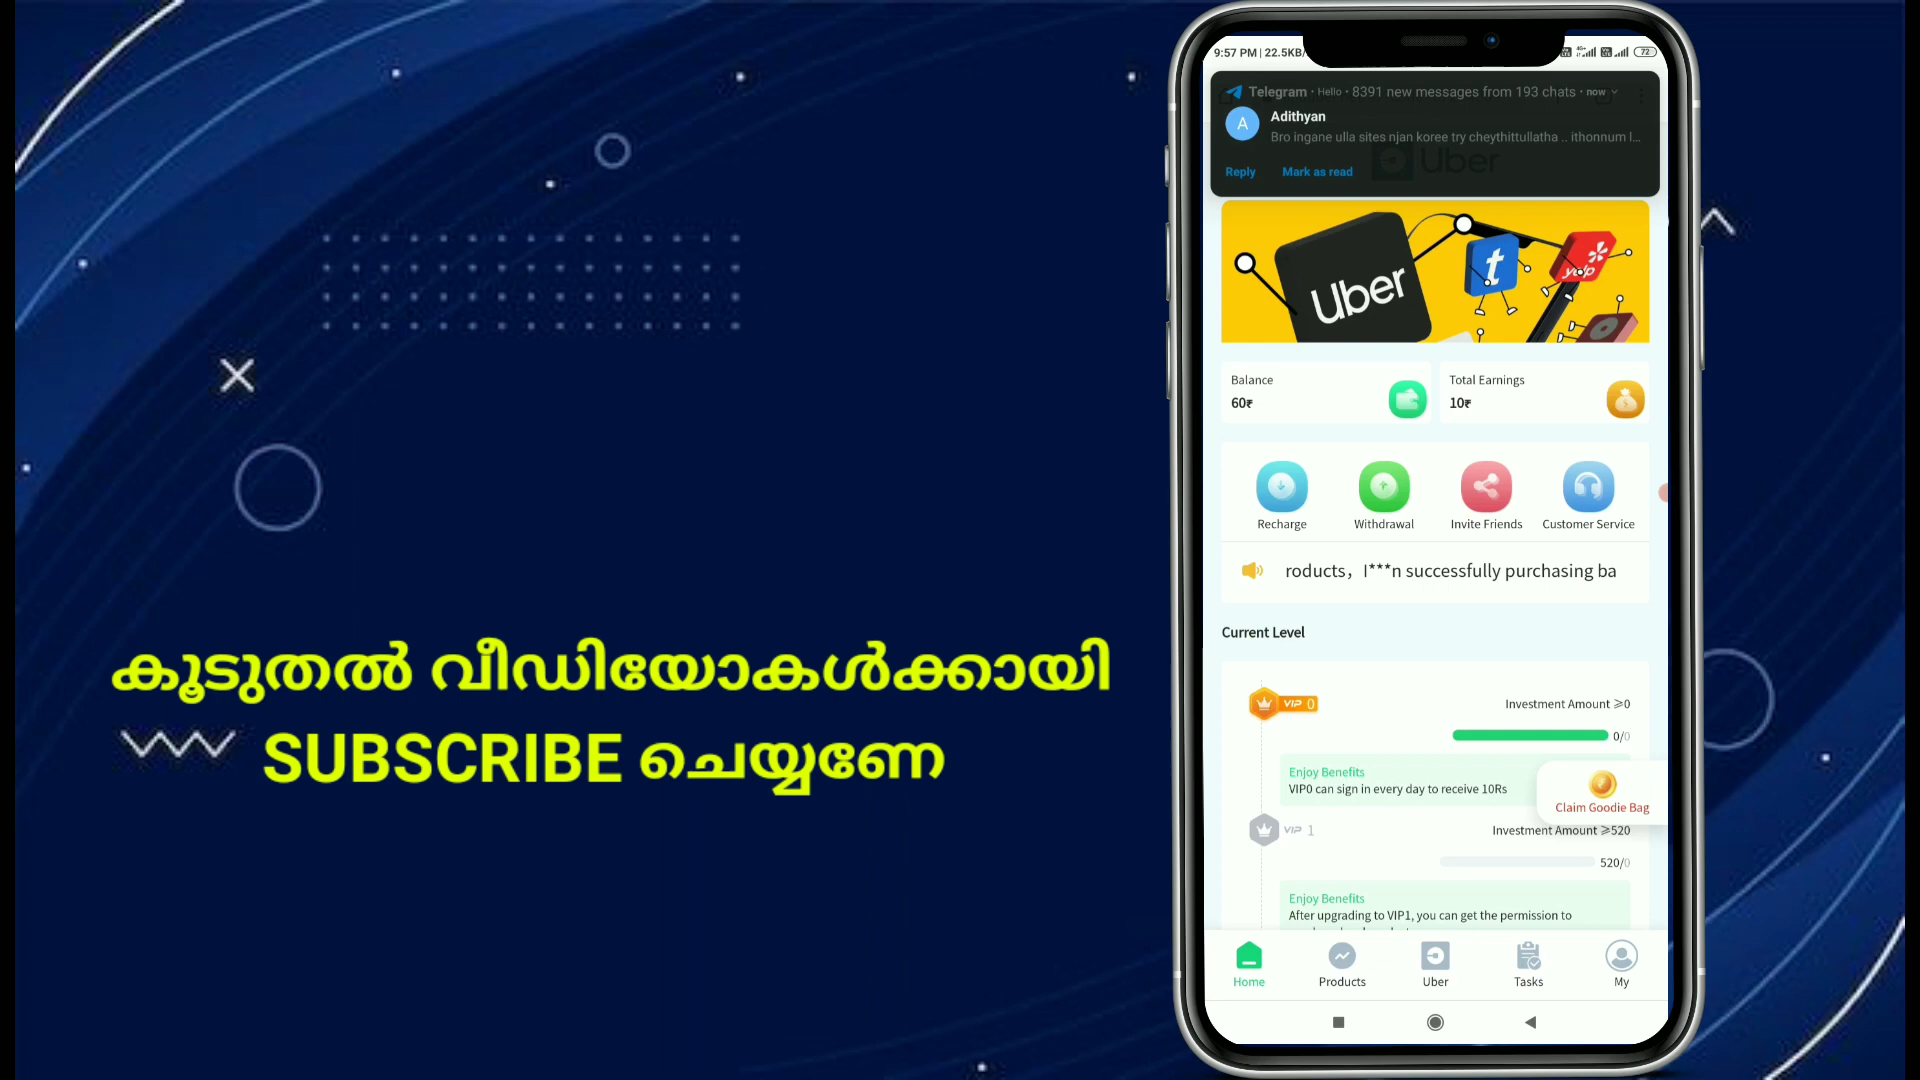 9:57 PM | 22.5KB/
72
Telegram • Hello • 8391 new messages from 193 chats • now
A
Adithyan
Bro ingane ulla sites njan koree try cheythittullatha .. ithonnum l...
Uber
Reply
Mark as read
Uber
t
yelp
Balance
60₹
Total Earnings
10₹
Recharge
Withdrawal
Invite Friends
Customer Service
roducts，I***n successfully purchasing ba
Current Level
VIP 0
Investment Amount ≥0
0/0
Enjoy Benefits
VIP0 can sign in every day to receive 10Rs
Claim Goodie Bag
VIP 1
Investment Amount ≥520
520/0
Enjoy Benefits
After upgrading to VIP1, you can get the permission to
Home
Products
Uber
Tasks
My
കൂടുതൽ വീഡിയോകൾക്കായി
SUBSCRIBE ചെയ്യണേ